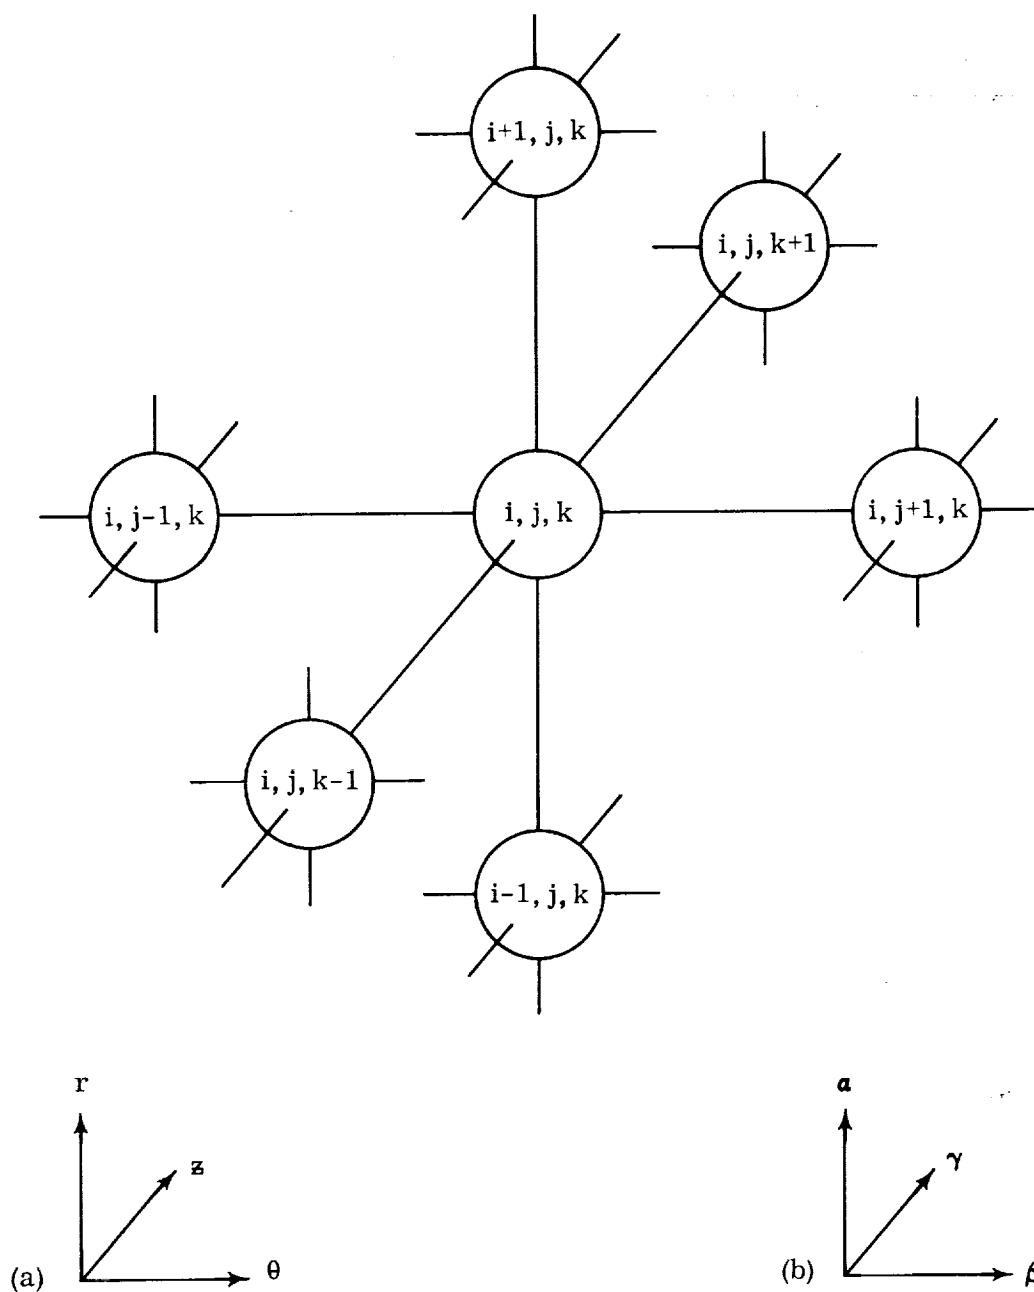 i+1, j, k
i, j, k+1
i, j-1, k
i, j, k
i, j+1, k
i, j, k-1
i-1, j, k
r
z
(a)
θ
α
γ
(b)
β